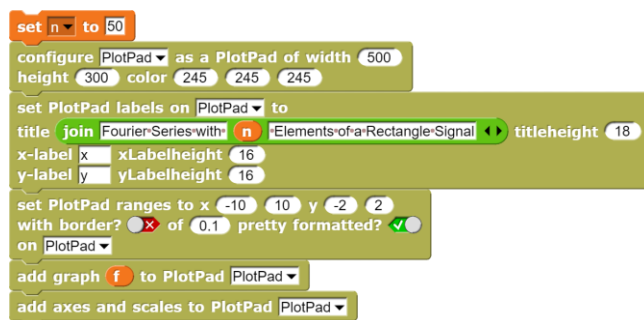 set n to 50
configure PlotPad as a PlotPad of width 500
height 300 color 245 245 245
set PlotPad labels on PlotPad to
title join Fourier•Series•with• n •Elements•of•a•Rectangle•Signal titleheight 18
x-label x xLabelheight 16
y-label y yLabelheight 16
set PlotPad ranges to x -10 10 y -2 2
with border? of 0.1 pretty formatted?
on PlotPad
add graph f to PlotPad PlotPad
add axes and scales to PlotPad PlotPad